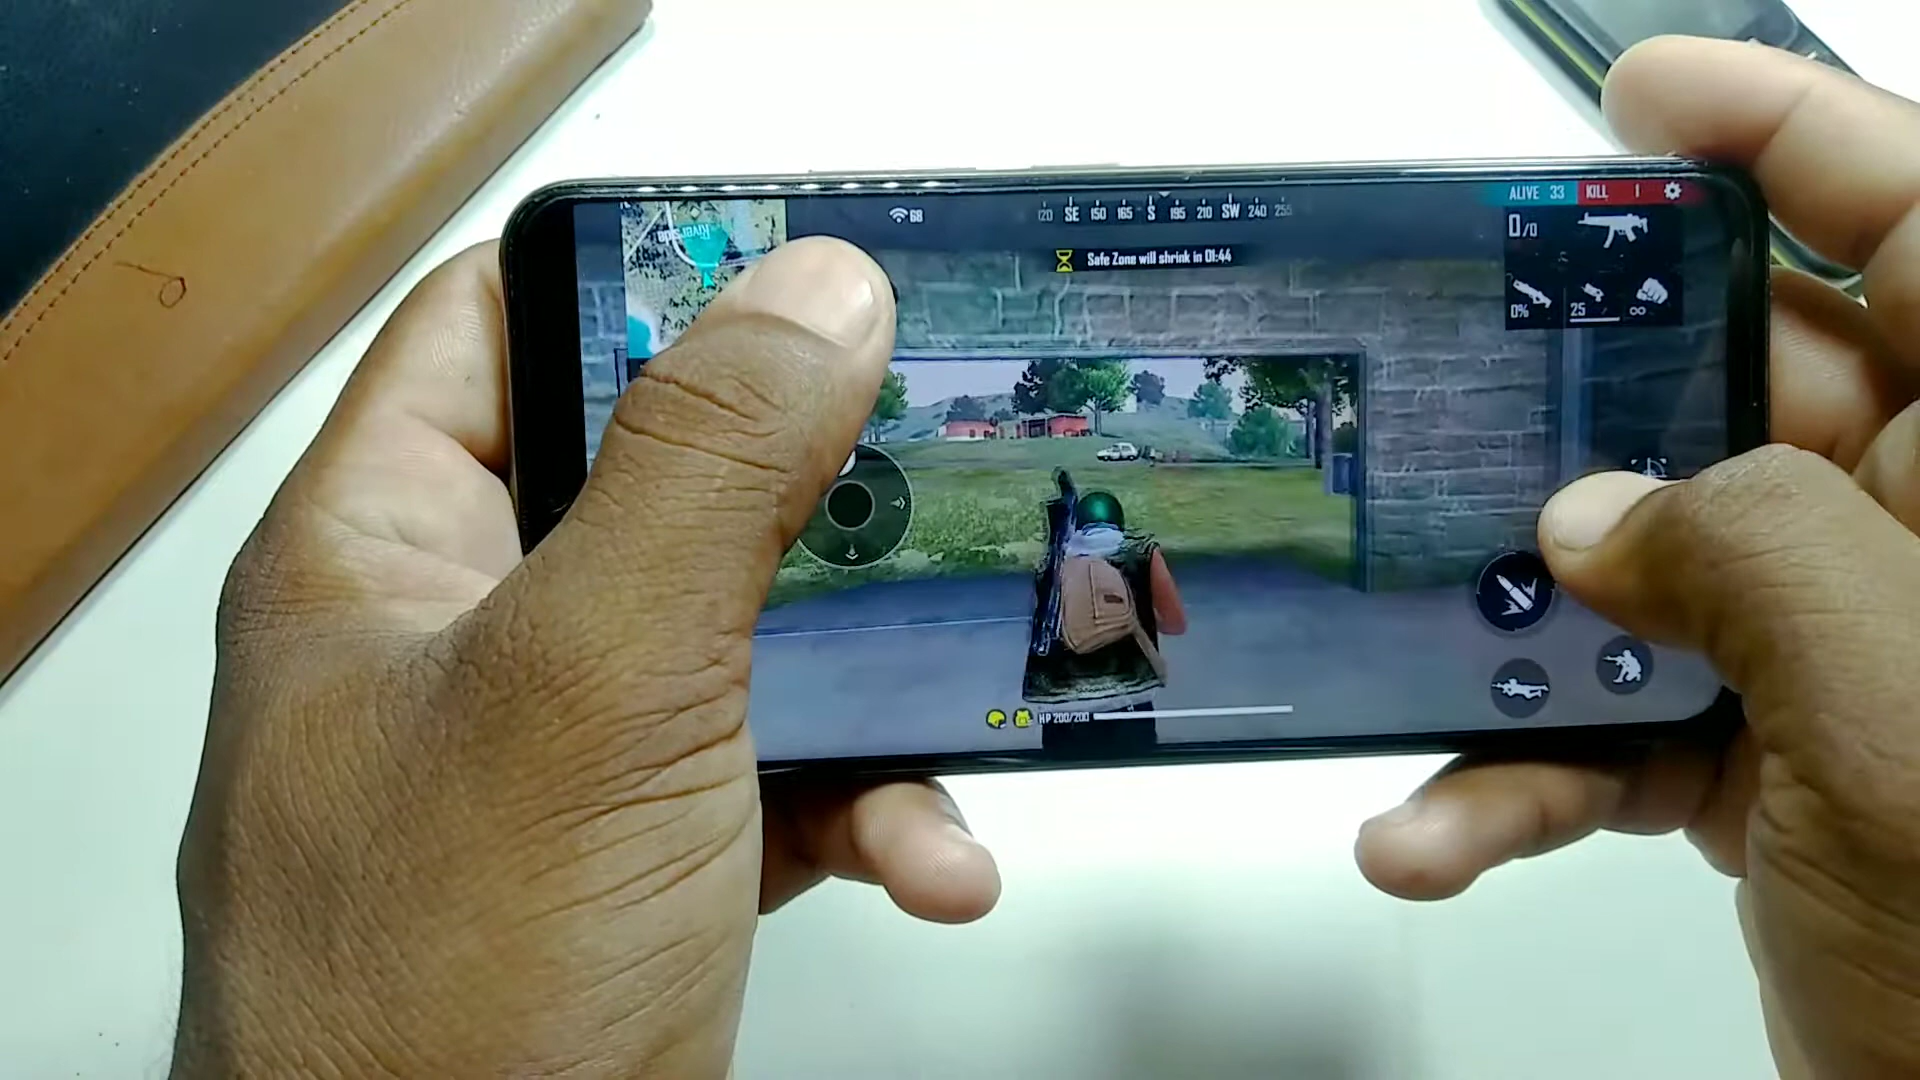 Riverside
68
120 SE 150 165 S 195 210 SW 240 255
ALIVE 33 KILL 1
Safe Zone will shrink in 01:44
0/0
0% 25 ∞
HP 200/200